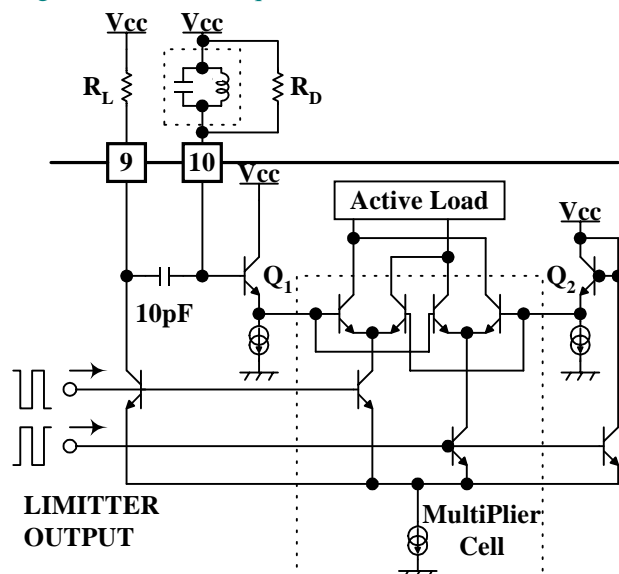 Vcc
Vcc
RL
RD
9
10
Vcc
Active Load
Vcc
Q1
Q2
10pF
LIMITTER
OUTPUT
MultiPlier
Cell